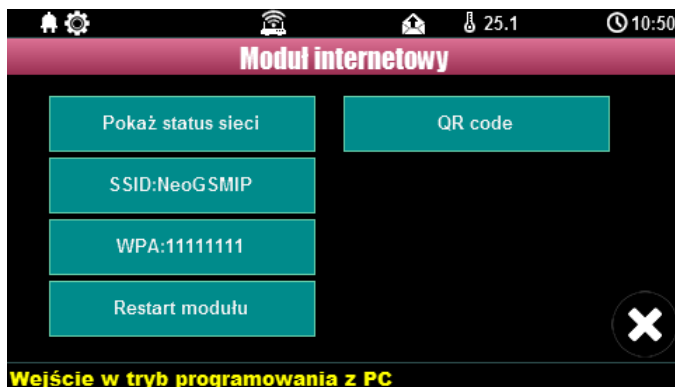 25.1 10:50
Moduł internetowy
Pokaż status sieci
QR code
SSID:NeoGSMIP
WPA:11111111
Restart modułu
Wejście w tryb programowania z PC